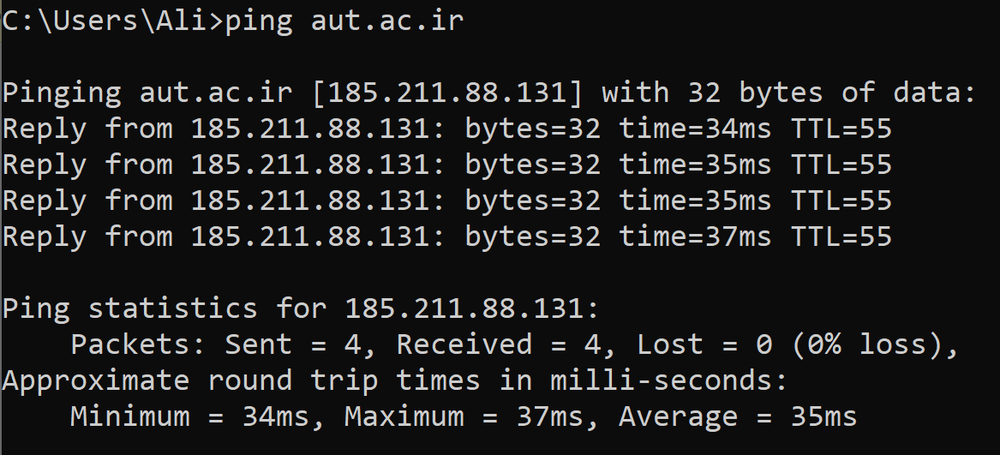 C:\Users\Ali>ping aut.ac.ir
Pinging aut.ac.ir [185.211.88.131] with 32 bytes of data:
Reply from 185.211.88.131: bytes=32 time=34ms TTL=55
Reply from 185.211.88.131: bytes=32 time=35ms TTL=55
Reply from 185.211.88.131: bytes=32 time=35ms TTL=55
Reply from 185.211.88.131: bytes=32 time=37ms TTL=55
Ping statistics for 185.211.88.131:
    Packets: Sent = 4, Received = 4, Lost = 0 (0% loss),
Approximate round trip times in milli-seconds:
    Minimum = 34ms, Maximum = 37ms, Average = 35ms